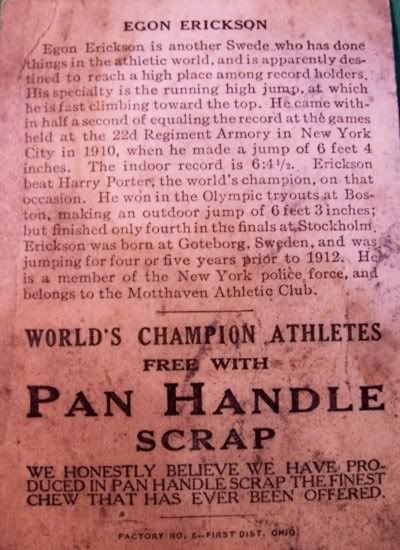 EGON ERICKSON
Egon Erickson is another Swede who has done
things in the athletic world, and is apparently des-
tined to reach a high place among record holders.
His specialty is the running high jump, at which
he is fast climbing toward the top. He came with-
in half a second of equaling the record at the games
held at the 22d Regiment Armory in New York
City in 1910, when he made a jump of 6 feet 4
inches. The indoor record is 6:4½. Erickson
beat Harry Porter, the world's champion, on that
occasion. He won in the Olympic tryouts at Bos-
ton, making an outdoor jump of 6 feet 3 inches;
but finished only fourth in the finals at Stockholm.
Erickson was born at Goteborg, Sweden, and was
jumping for four or five years prior to 1912. He
is a member of the New York police force, and
belongs to the Motthaven Athletic Club.
WORLD'S CHAMPION ATHLETES
FREE WITH
PAN HANDLE
SCRAP
WE HONESTLY BELIEVE WE HAVE PRO-
DUCED IN PAN HANDLE SCRAP THE FINEST
CHEW THAT HAS EVER BEEN OFFERED.
FACTORY NO. 6—FIRST DIST. OHIO.